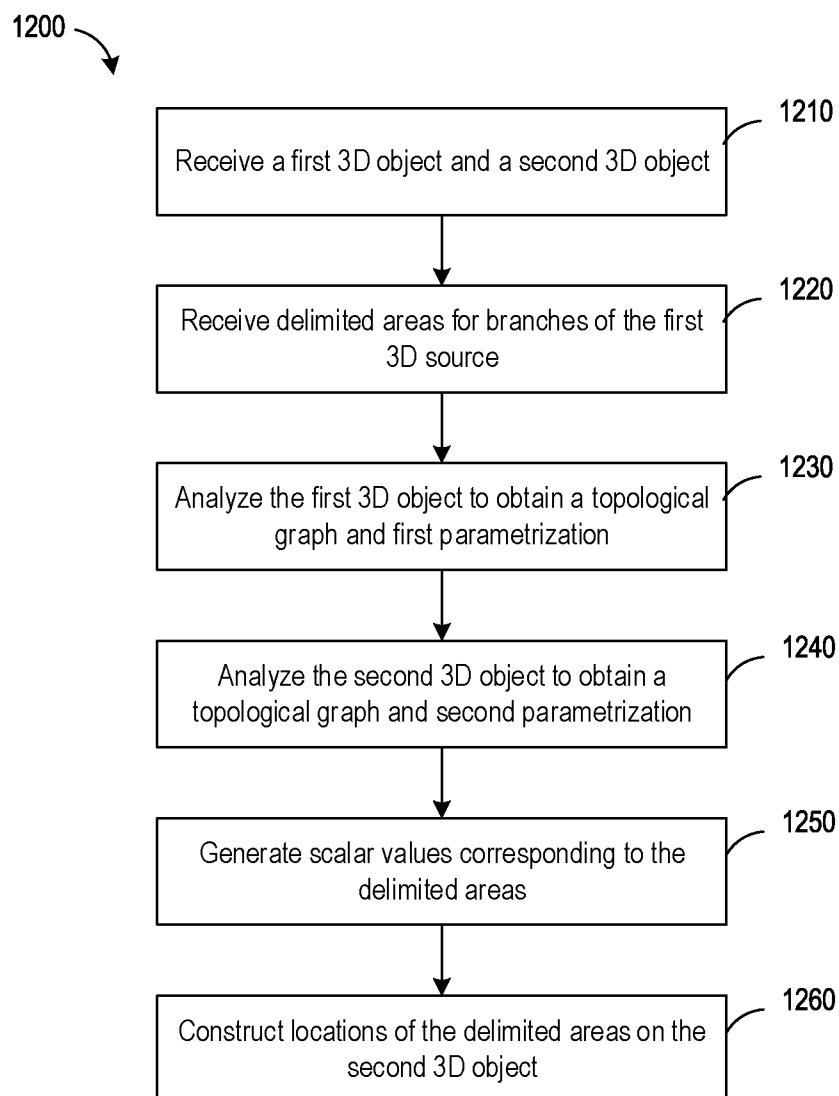 1200
1210
Receive a first 3D object and a second 3D object
1220
Receive delimited areas for branches of the first
3D source
1230
Analyze the first 3D object to obtain a topological
graph and first parametrization
1240
Analyze the second 3D object to obtain a
topological graph and second parametrization
1250
Generate scalar values corresponding to the
delimited areas
1260
Construct locations of the delimited areas on the
second 3D object